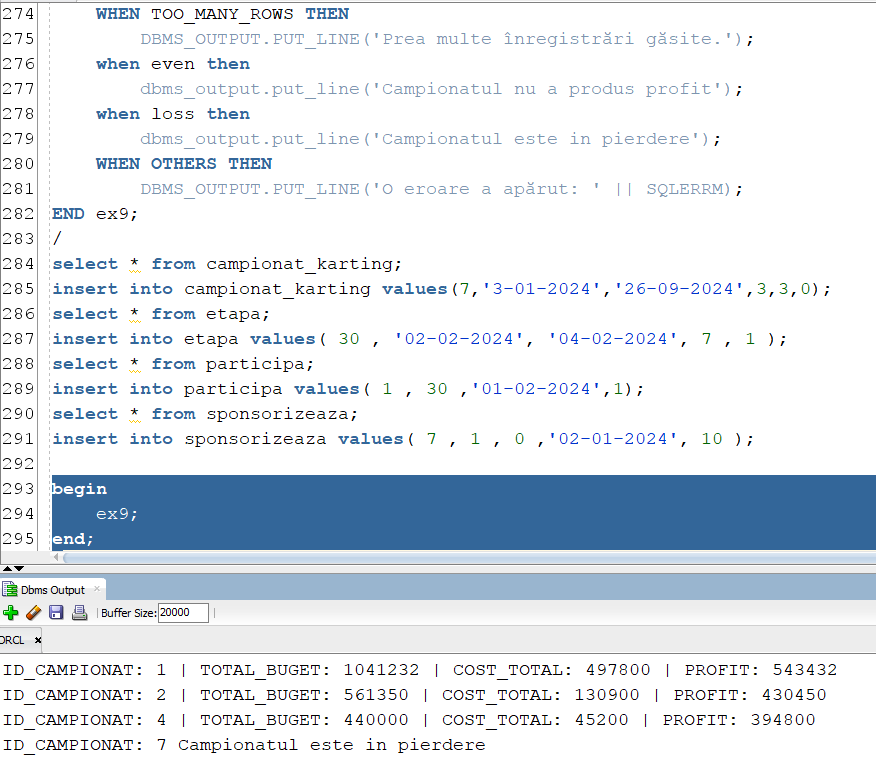 274 WHEN TOO_MANY_ROWS THEN
275 DBMS_OUTPUT.PUT_LINE('Prea multe înregistrări găsite.');
276 when even then
277 dbms_output.put_line('Campionatul nu a produs profit');
278 when loss then
279 dbms_output.put_line('Campionatul este in pierdere');
280 WHEN OTHERS THEN
281 DBMS_OUTPUT.PUT_LINE('O eroare a apărut: ' || SQLERRM);
282 END ex9;
283 /
284 select * from campionat_karting;
285 insert into campionat_karting values(7,'3-01-2024','26-09-2024',3,3,0);
286 select * from etapa;
287 insert into etapa values( 30 , '02-02-2024', '04-02-2024', 7 , 1 );
288 select * from participa;
289 insert into participa values( 1 , 30 ,'01-02-2024',1);
290 select * from sponsorizeaza;
291 insert into sponsorizeaza values( 7 , 1 , 0 ,'02-01-2024', 10 );
292
293 begin
294 ex9;
295 end;
Dbms Output ×
Buffer Size: 20000
ORCL ×
ID_CAMPIONAT: 1 | TOTAL_BUGET: 1041232 | COST_TOTAL: 497800 | PROFIT: 543432
ID_CAMPIONAT: 2 | TOTAL_BUGET: 561350 | COST_TOTAL: 130900 | PROFIT: 430450
ID_CAMPIONAT: 4 | TOTAL_BUGET: 440000 | COST_TOTAL: 45200 | PROFIT: 394800
ID_CAMPIONAT: 7 Campionatul este in pierdere